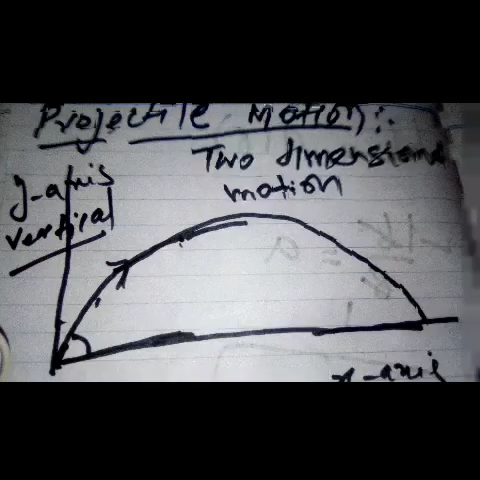 Projectile Motion:
Two dimensional
motion
y-axis
vertical
x-axis